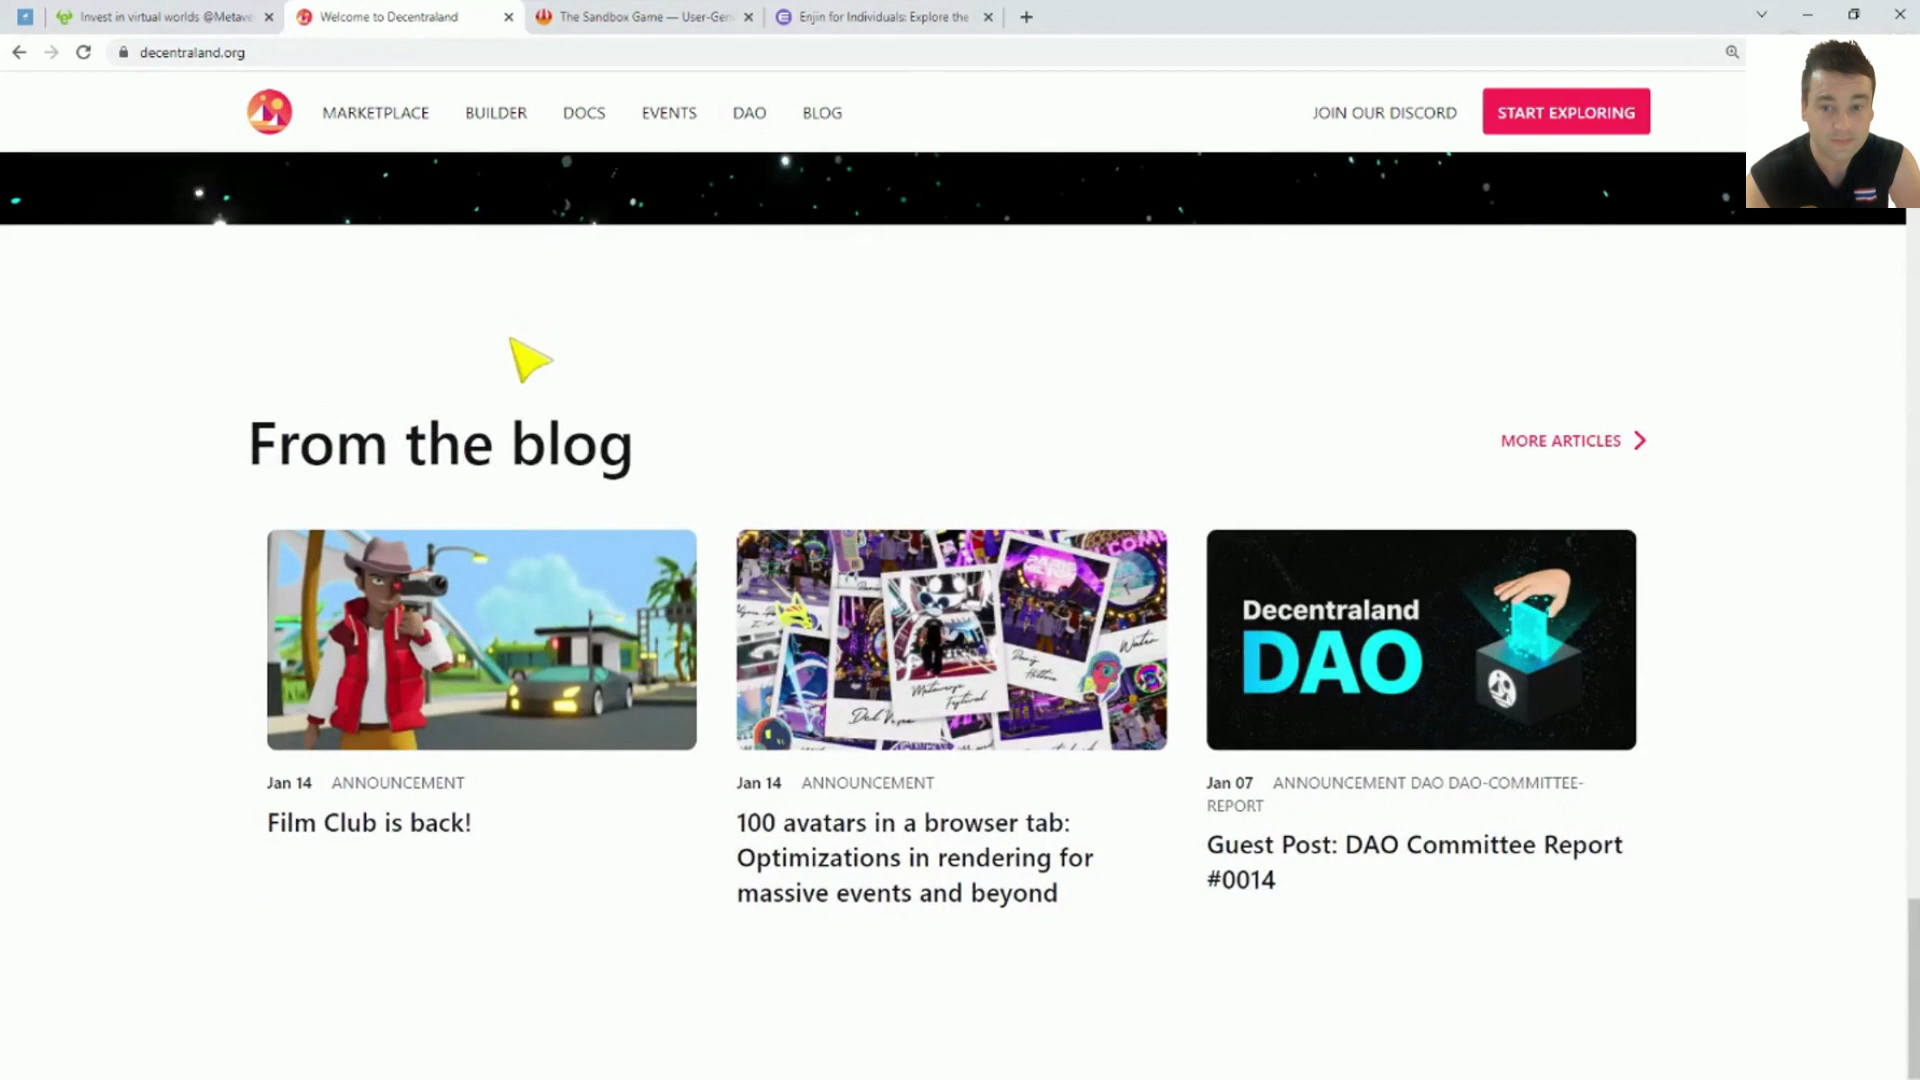 Invest in virtual worlds @Metave
Welcome to Decentraland
The Sandbox Game — User-Gen
Enjin for Individuals: Explore the
decentraland.org
MARKETPLACE
BUILDER
DOCS
EVENTS
DAO
BLOG
JOIN OUR DISCORD
START EXPLORING
From the blog
MORE ARTICLES
Metaverse
Festival
Decentraland
DAO
Jan 14 ANNOUNCEMENT
Film Club is back!
Jan 14 ANNOUNCEMENT
100 avatars in a browser tab:
Optimizations in rendering for
massive events and beyond
Jan 07 ANNOUNCEMENT DAO DAO-COMMITTEE-
REPORT
Guest Post: DAO Committee Report
#0014